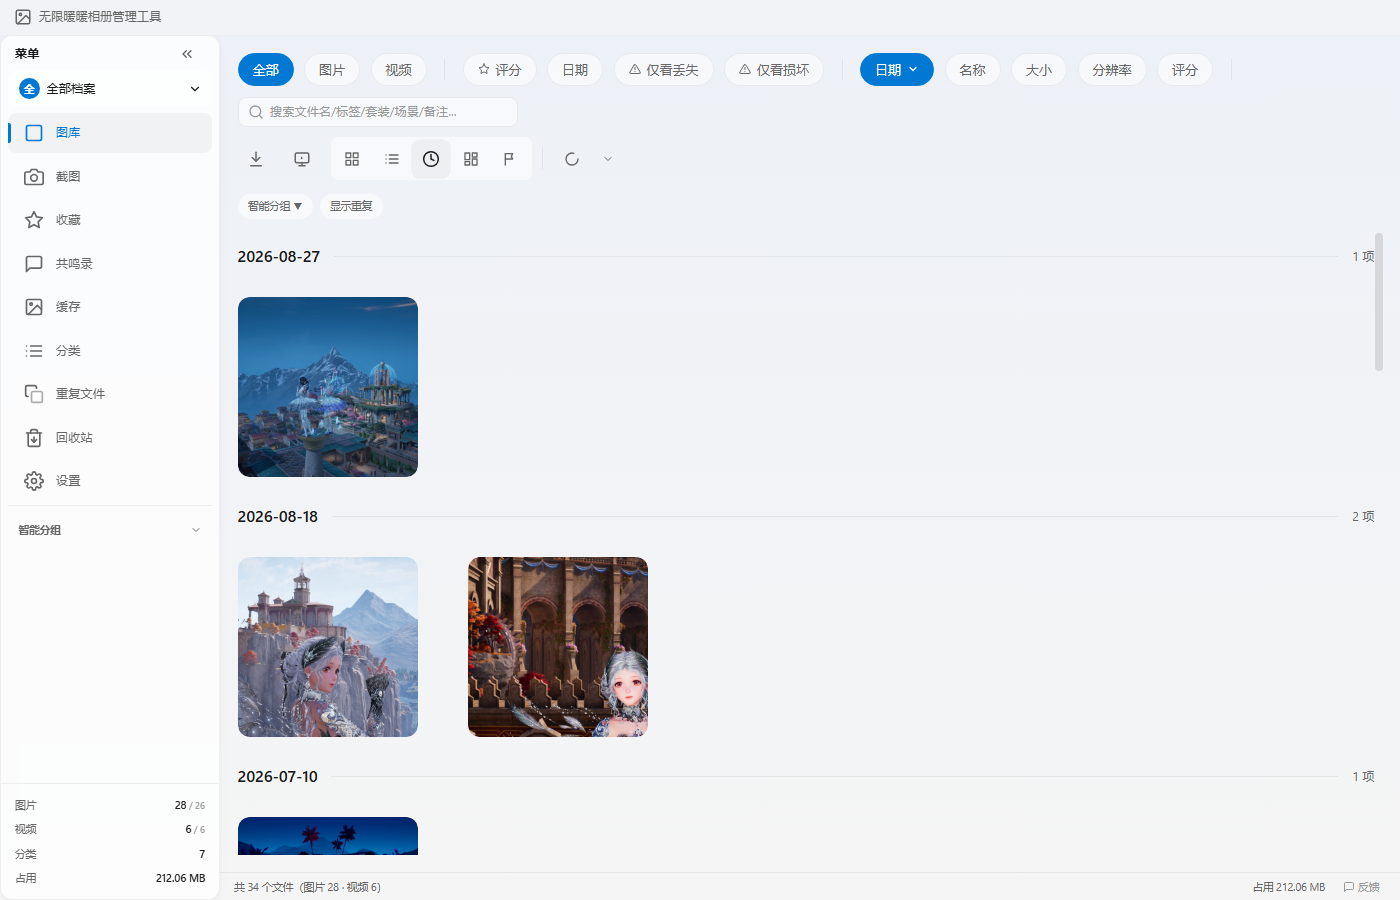 无限暖暖相册管理工具
菜单
全 全部档案
图库
截图
收藏
共鸣录
缓存
分类
重复文件
回收站
设置
智能分组
图片 28 / 26
视频 6 / 6
分类 7
占用 212.06 MB
全部 图片 视频 评分 日期 仅看丢失 仅看损坏 日期 名称 大小 分辨率 评分
搜索文件名/标签/套装/场景/备注...
智能分组 ▼ 显示重复
2026-08-27 1 项
2026-08-18 2 项
2026-07-10 1 项
共 34 个文件（图片 28 · 视频 6） 占用 212.06 MB 反馈